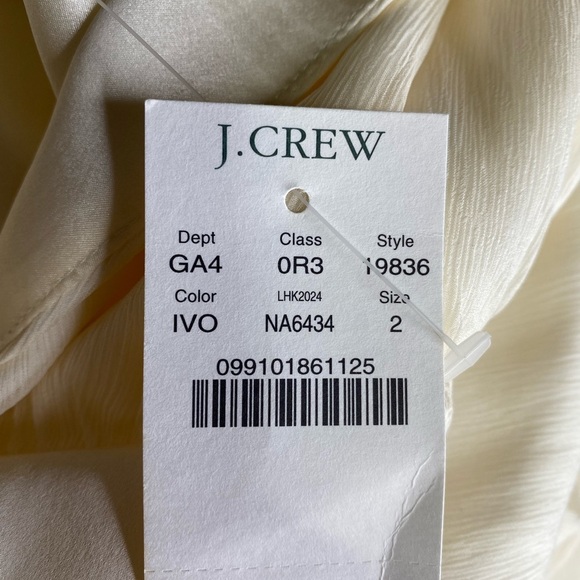 J.CREW
Dept Class Style
GA4 0R3 19836
Color LHK2024 Size
IVO NA6434 2
099101861125